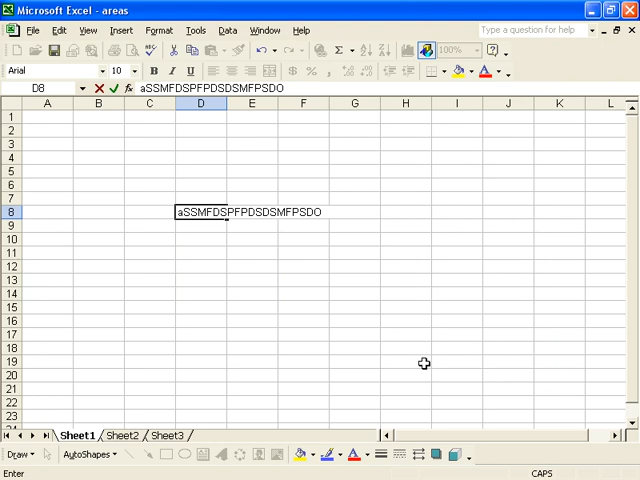 Microsoft Excel - areas
File Edit View Insert Format Tools Data Window Help Type a question for help
100%
Arial 10 B I U
D8 fx aSSMFDSPFPDSDSMFPSDO
A B C D E F G H I J K L
1
2
3
4
5
6
7
8 aSSMFDSPFPDSDSMFPSDO
9
10
11
12
13
14
15
16
17
18
19
20
21
22
23
Sheet1 Sheet2 Sheet3
Draw AutoShapes
Enter CAPS